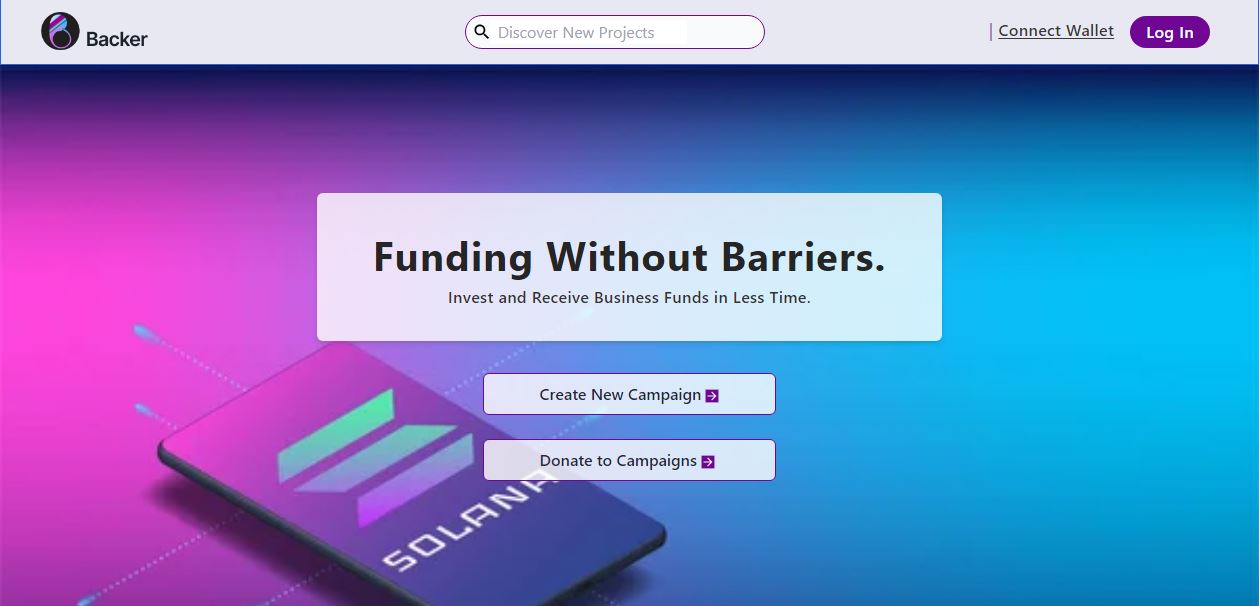 Backer
Discover New Projects
Connect Wallet
Log In
Funding Without Barriers.
Invest and Receive Business Funds in Less Time.
Create New Campaign
Donate to Campaigns
SOLANA